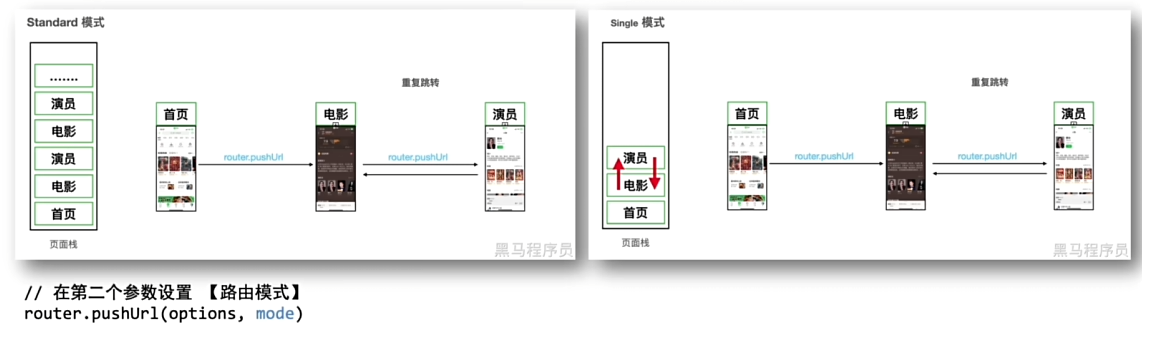 Standard 模式
.......
演员
电影
演员
电影
首页
页面栈
首页
router.pushUrl
电影
重复跳转
router.pushUrl
演员
黑马程序员
Single 模式
演员
电影
首页
页面栈
首页
router.pushUrl
电影
重复跳转
router.pushUrl
演员
黑马程序员
// 在第二个参数设置 【路由模式】
router.pushUrl(options, mode)